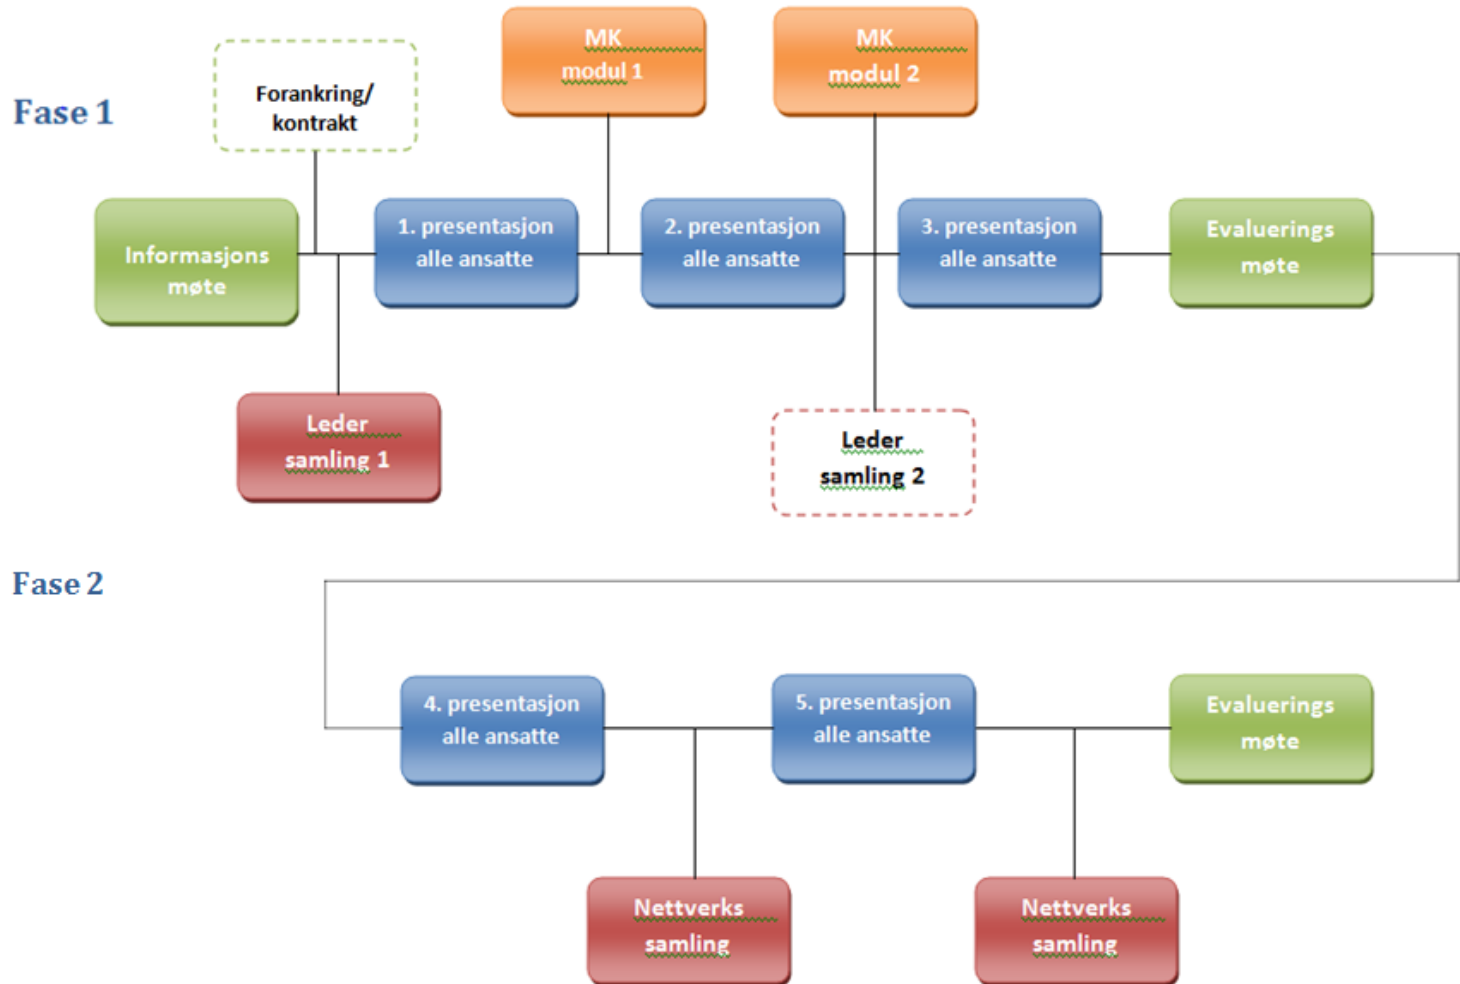 MK
modul 1
MK
modul 2
Forankring/
kontrakt
Fase 1
Informasjons
møte
1. presentasjon
alle ansatte
2. presentasjon
alle ansatte
3. presentasjon
alle ansatte
Evaluerings
møte
Leder
samling 1
Leder
samling 2
Fase 2
4. presentasjon
alle ansatte
5. presentasjon
alle ansatte
Evaluerings
møte
Nettverks
samling
Nettverks
samling